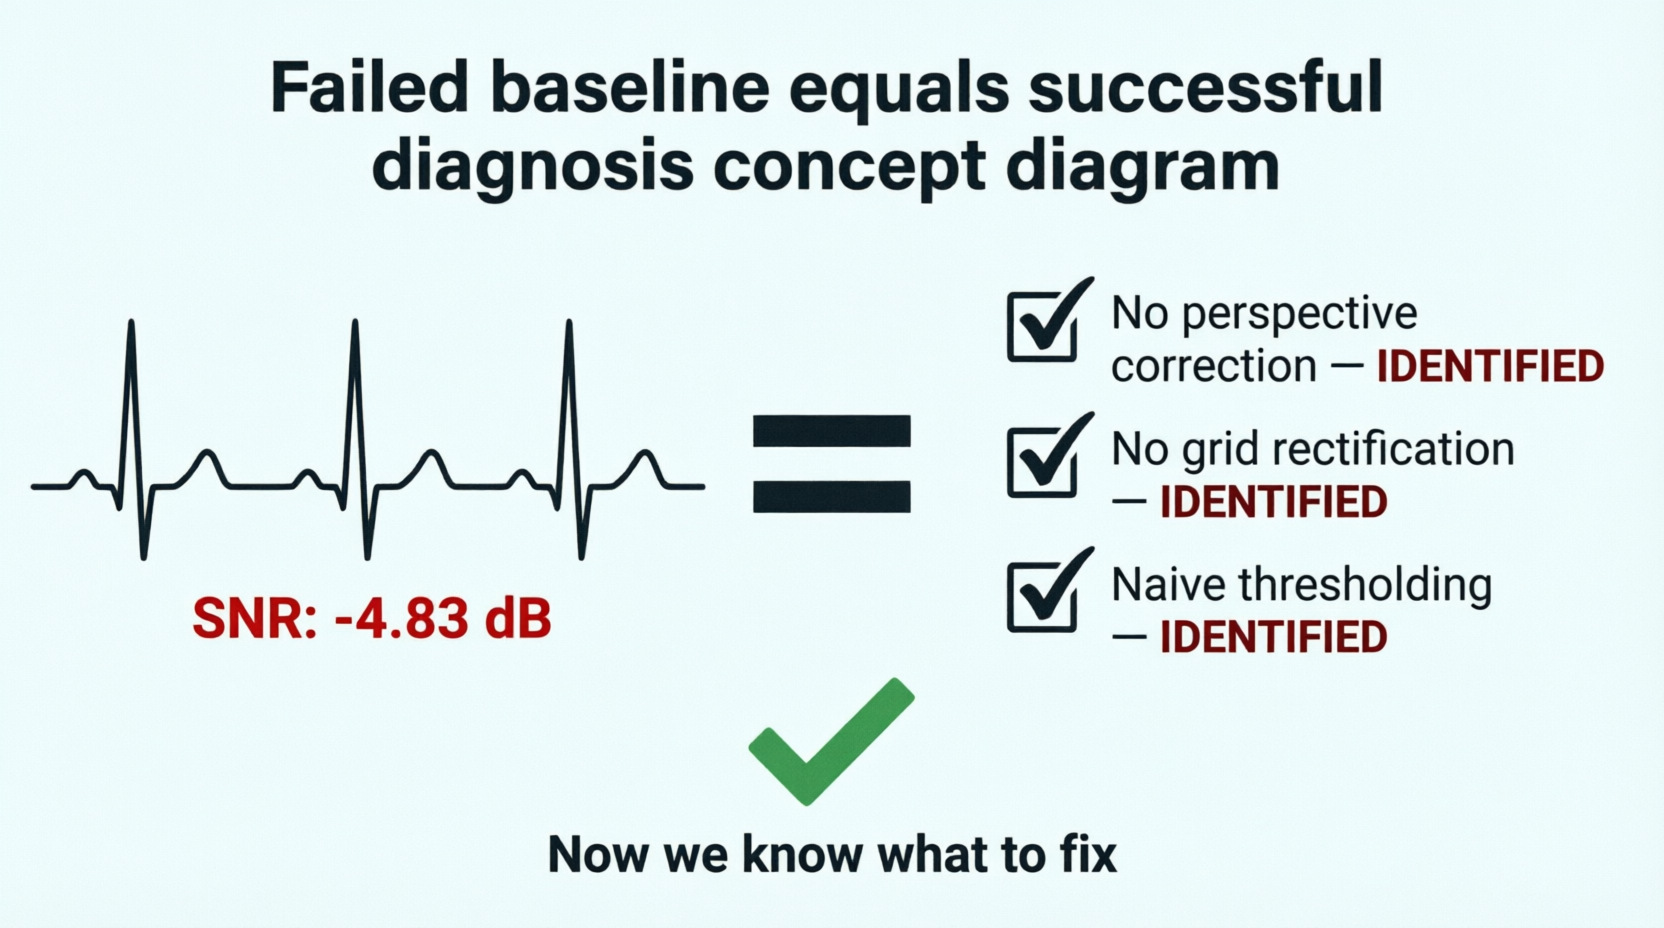 Failed baseline equals successful
diagnosis concept diagram
SNR: -4.83 dB
No perspective
correction — IDENTIFIED
No grid rectification
— IDENTIFIED
Naive thresholding
— IDENTIFIED
Now we know what to fix